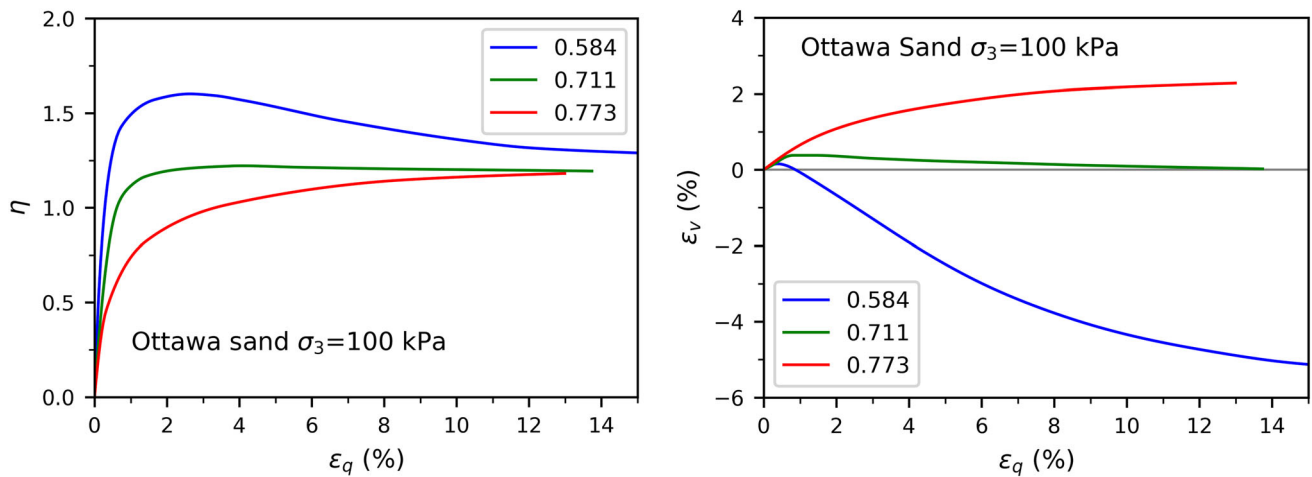 2.0
1.5
1.0
0.5
0.0
η
0.584
0.711
0.773
Ottawa sand σ3=100 kPa
0 2 4 6 8 10 12 14
εq (%)
4
2
0
−2
−4
−6
εv (%)
Ottawa Sand σ3=100 kPa
0.584
0.711
0.773
0 2 4 6 8 10 12 14
εq (%)